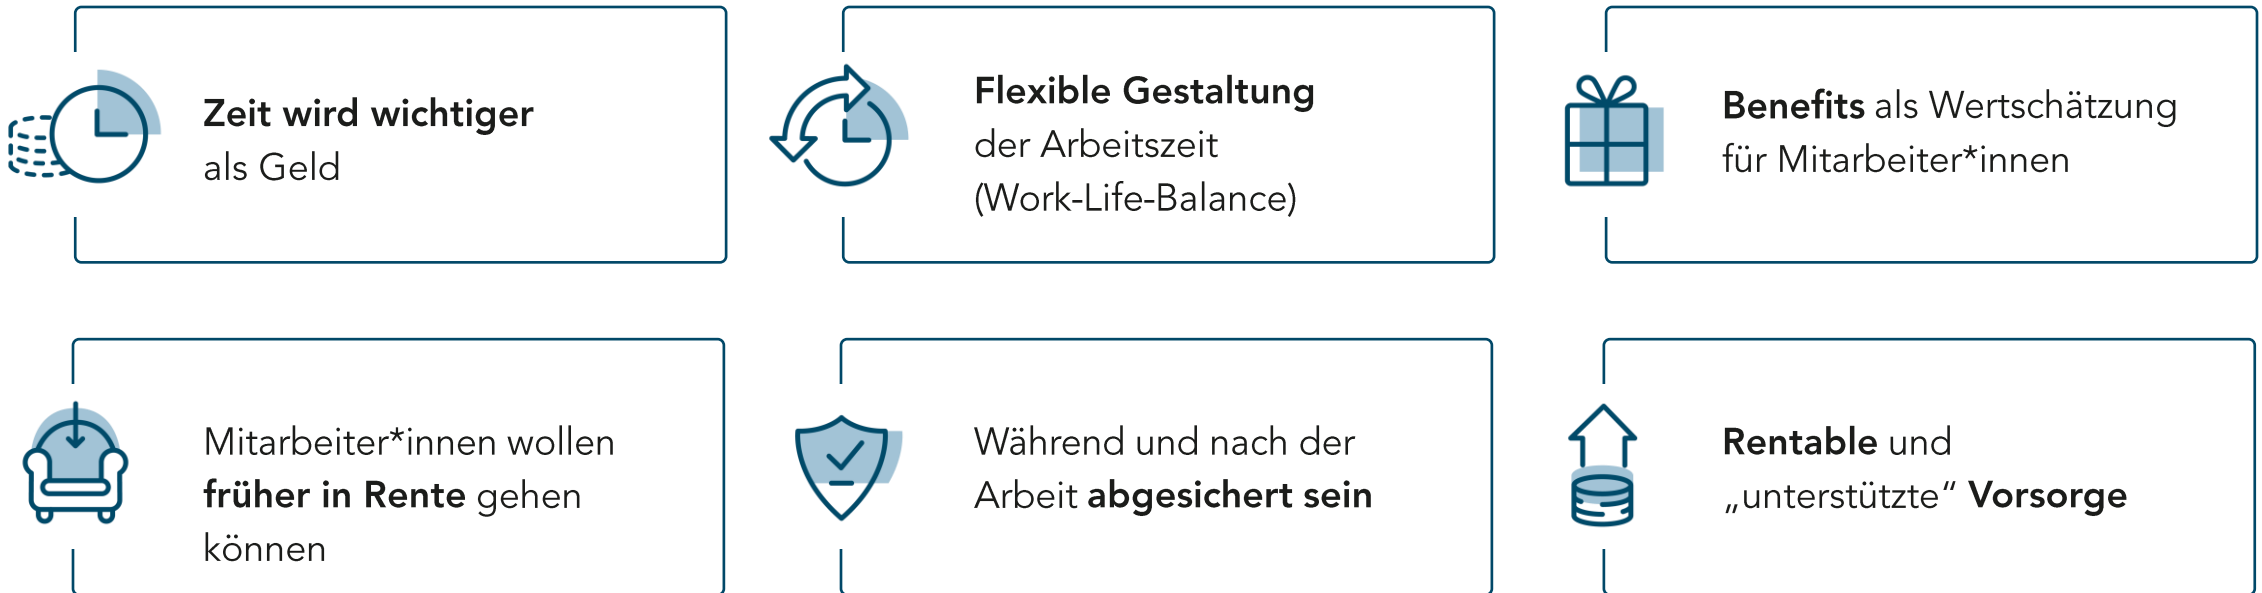 Zeit wird wichtiger
als Geld
Flexible Gestaltung
der Arbeitszeit
(Work-Life-Balance)
Benefits als Wertschätzung
für Mitarbeiter*innen
Mitarbeiter*innen wollen
früher in Rente gehen
können
Während und nach der
Arbeit abgesichert sein
Rentable und
„unterstützte“ Vorsorge